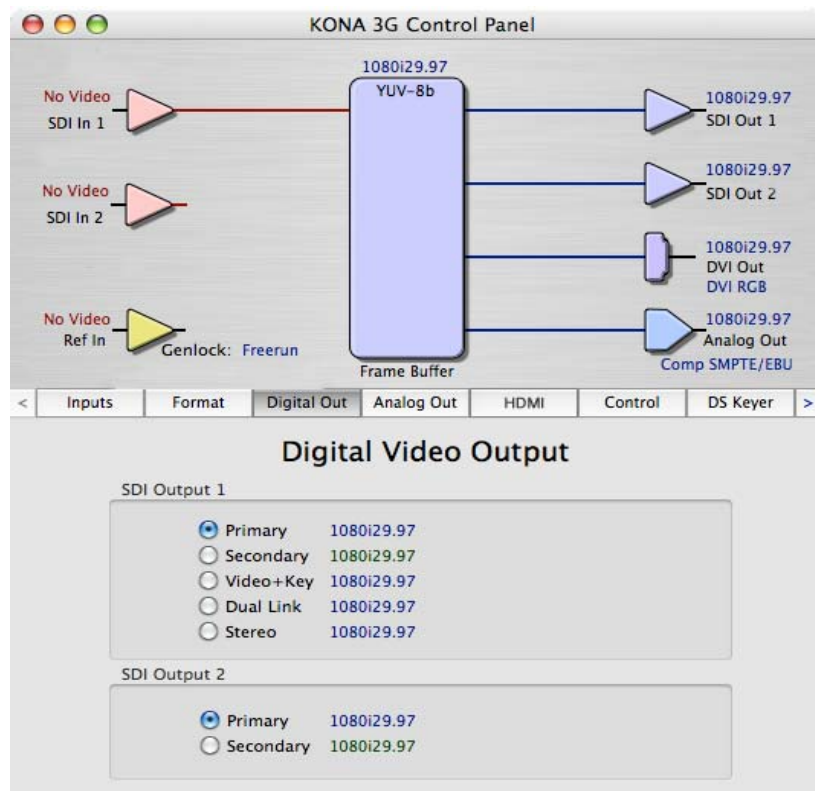 KONA 3G Control Panel
1080i29.97
YUV-8b
No Video
SDI In 1
1080i29.97
SDI Out 1
No Video
SDI In 2
1080i29.97
SDI Out 2
1080i29.97
DVI Out
DVI RGB
No Video
Ref In
Genlock: Freerun
1080i29.97
Analog Out
Comp SMPTE/EBU
Frame Buffer
< Inputs Format Digital Out Analog Out HDMI Control DS Keyer >
Digital Video Output
SDI Output 1
Primary 1080i29.97
Secondary 1080i29.97
Video+Key 1080i29.97
Dual Link 1080i29.97
Stereo 1080i29.97
SDI Output 2
Primary 1080i29.97
Secondary 1080i29.97